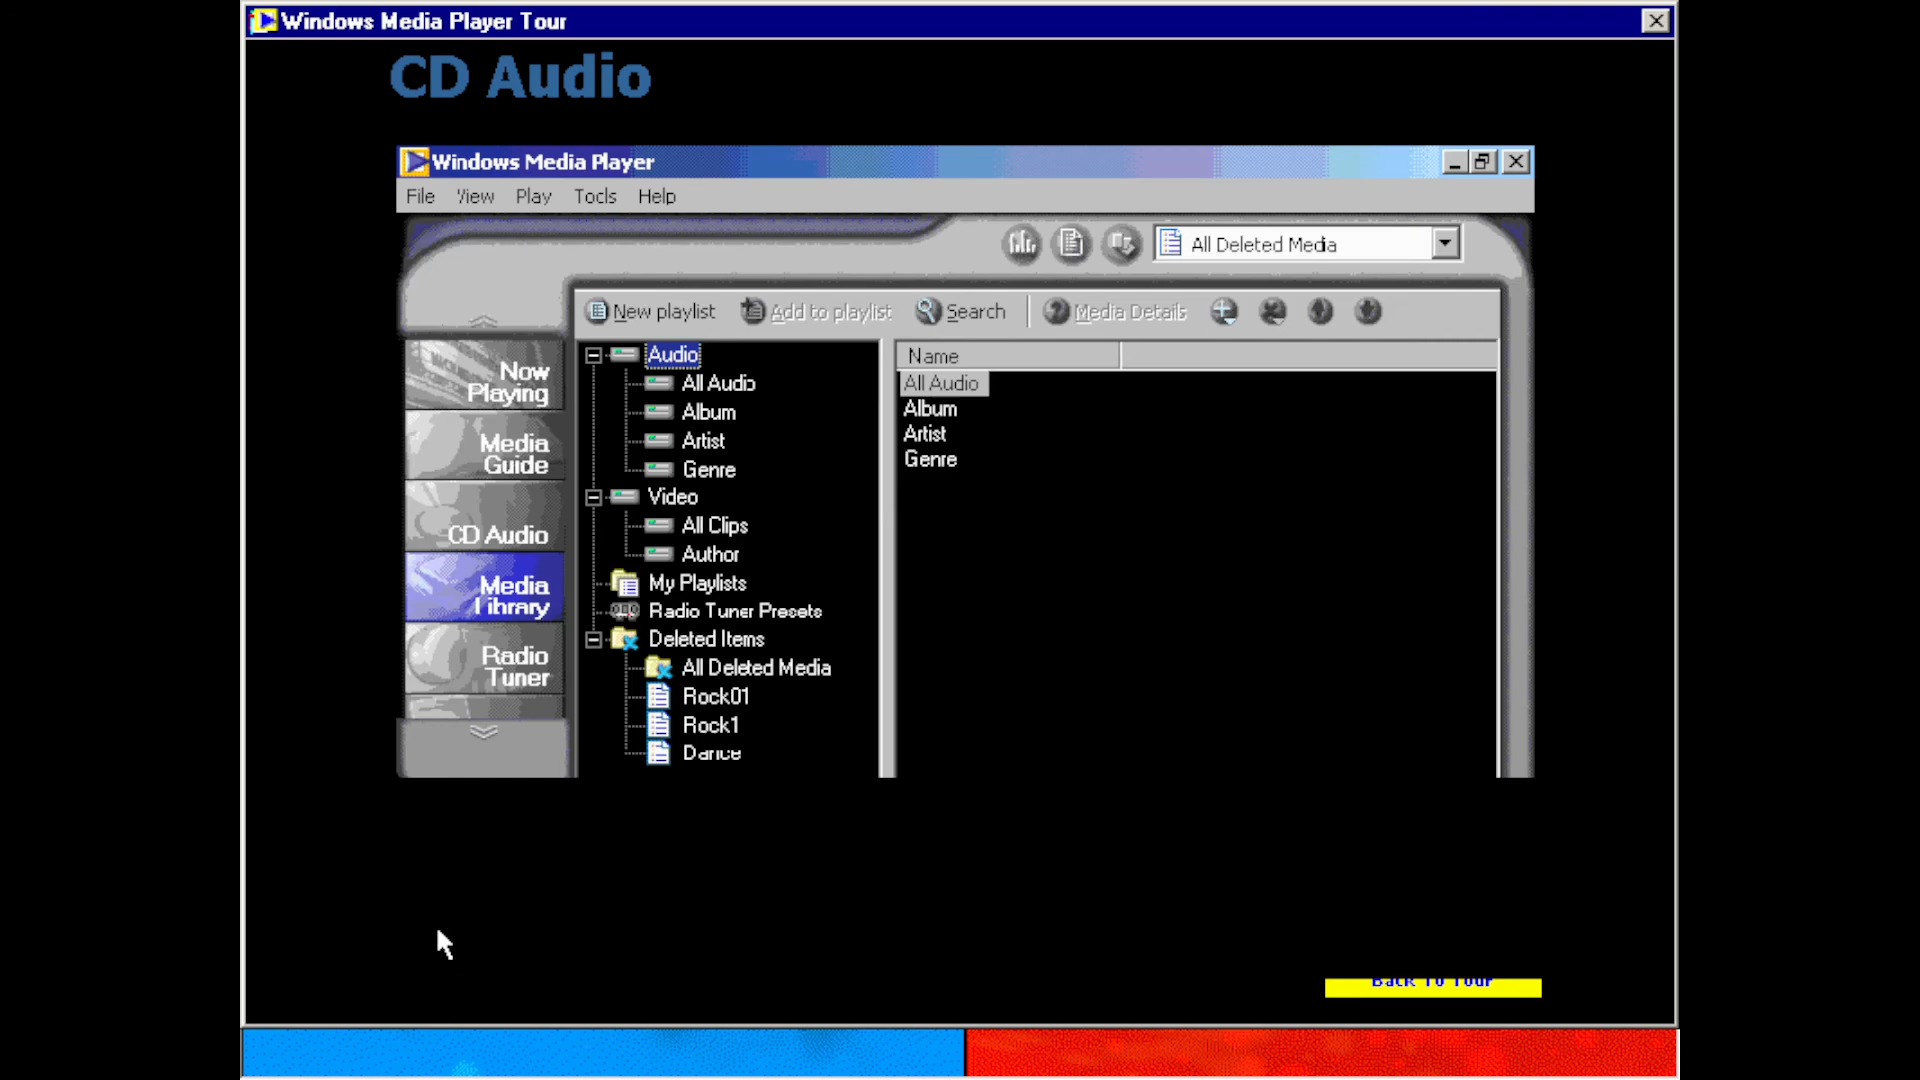 Windows Media Player Tour
CD Audio
Windows Media Player
File View Play Tools Help
All Deleted Media
New playlist Add to playlist Search Media Details
Now
Playing
Media
Guide
CD Audio
Media
Library
Radio
Tuner
Audio
All Audio
Album
Artist
Genre
Video
All Clips
Author
My Playlists
Radio Tuner Presets
Deleted Items
All Deleted Media
Rock01
Rock1
Dance
Name
All Audio
Album
Artist
Genre
Back To Tour